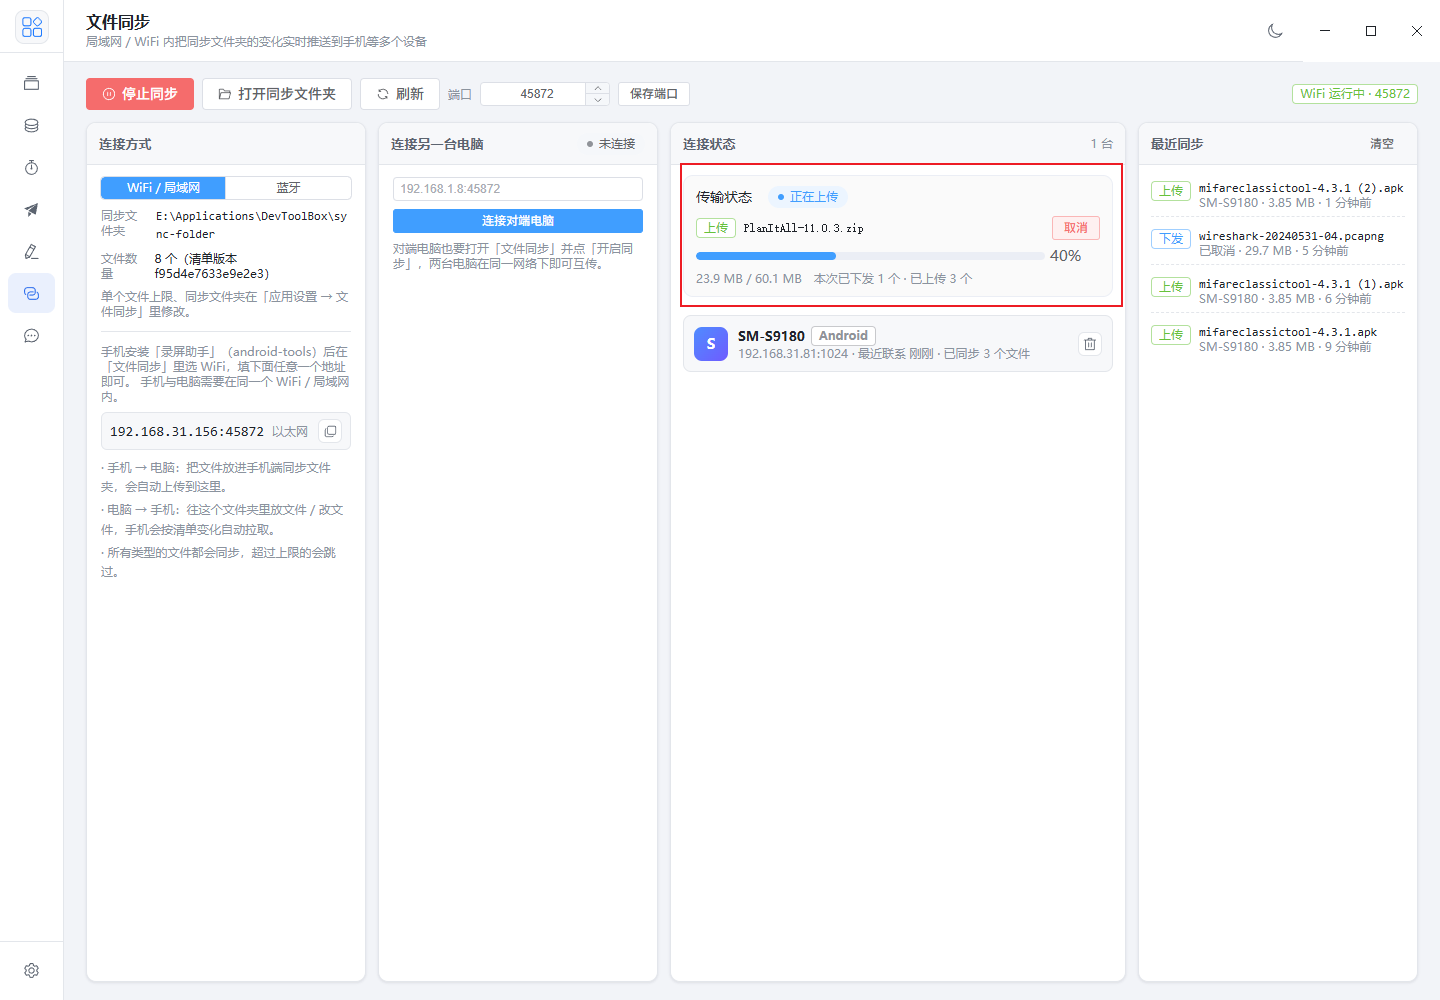 文件同步
局域网 / WiFi 内把同步文件夹的变化实时推送到手机等多个设备
停止同步
打开同步文件夹
刷新
端口
45872
保存端口
WiFi 运行中 · 45872
连接方式
WiFi / 局域网
蓝牙
同步文件夹
E:\Applications\DevToolBox\sy
nc-folder
文件数量
8 个（清单版本
f95d4e7633e9e2e3）
单个文件上限、同步文件夹在「应用设置 → 文
件同步」里修改。
手机安装「录屏助手」（android-tools）后在
「文件同步」里选 WiFi，填下面任意一个地址
即可。 手机与电脑需要在同一个 WiFi / 局域网
内。
192.168.31.156:45872 以太网
· 手机 → 电脑：把文件放进手机端同步文件
夹，会自动上传到这里。
· 电脑 → 手机：往这个文件夹里放文件 / 改文
件，手机会按清单变化自动拉取。
· 所有类型的文件都会同步，超过上限的会跳
过。
连接另一台电脑
未连接
192.168.1.8:45872
连接对端电脑
对端电脑也要打开「文件同步」并点「开启同
步」，两台电脑在同一网络下即可互传。
连接状态
1 台
传输状态
正在上传
上传
PlanItAll-11.0.3.zip
取消
40%
23.9 MB / 60.1 MB 本次已下发 1 个 · 已上传 3 个
S
SM-S9180 Android
192.168.31.81:1024 · 最近联系 刚刚 · 已同步 3 个文件
最近同步
清空
上传
mifareclassictool-4.3.1 (2).apk
SM-S9180 · 3.85 MB · 1 分钟前
下发
wireshark-20240531-04.pcapng
已取消 · 29.7 MB · 5 分钟前
上传
mifareclassictool-4.3.1 (1).apk
SM-S9180 · 3.85 MB · 6 分钟前
上传
mifareclassictool-4.3.1.apk
SM-S9180 · 3.85 MB · 9 分钟前